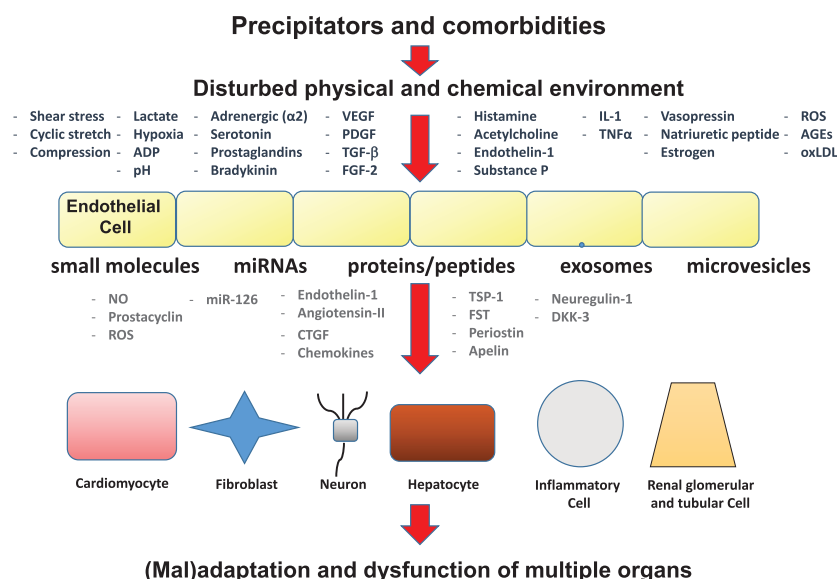 Precipitators and comorbidities
Disturbed physical and chemical environment
- Shear stress
- Cyclic stretch
- Compression
- Lactate
- Hypoxia
- ADP
- pH
- Adrenergic (α2)
- Serotonin
- Prostaglandins
- Bradykinin
- VEGF
- PDGF
- TGF-β
- FGF-2
- Histamine
- Acetylcholine
- Endothelin-1
- Substance P
- IL-1
- TNFα
- Vasopressin
- Natriuretic peptide
- Estrogen
- ROS
- AGEs
- oxLDL
Endothelial
Cell
small molecules miRNAs proteins/peptides exosomes microvesicles
- NO
- Prostacyclin
- ROS
- miR-126
- Endothelin-1
- Angiotensin-II
- CTGF
- Chemokines
- TSP-1
- FST
- Periostin
- Apelin
- Neuregulin-1
- DKK-3
Cardiomyocyte
Fibroblast
Neuron
Hepatocyte
Inflammatory
Cell
Renal glomerular
and tubular Cell
(Mal)adaptation and dysfunction of multiple organs